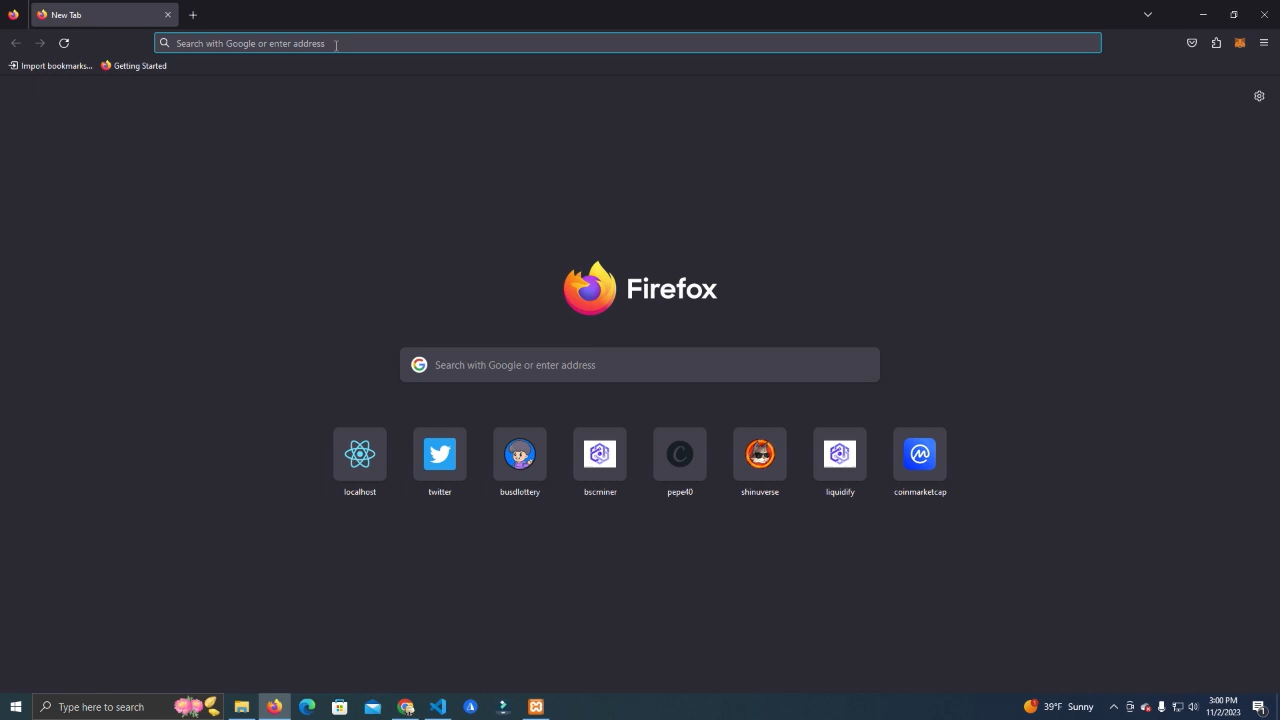 New Tab
Search with Google or enter address
Import bookmarks...
Getting Started
Firefox
Search with Google or enter address
localhost
twitter
busdlottery
bscminer
pepe40
shinuverse
liquidify
coinmarketcap
Type here to search
39°F Sunny
3:00 PM
11/2/2023